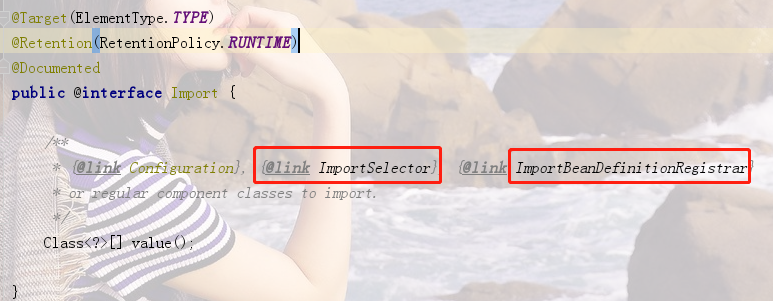 @Target(ElementType.TYPE)
@Retention(RetentionPolicy.RUNTIME)
@Documented
public @interface Import {
/**
* {@link Configuration}, {@link ImportSelector} {@link ImportBeanDefinitionRegistrar}
* or regular component classes to import.
*/
Class<?>[] value();
}